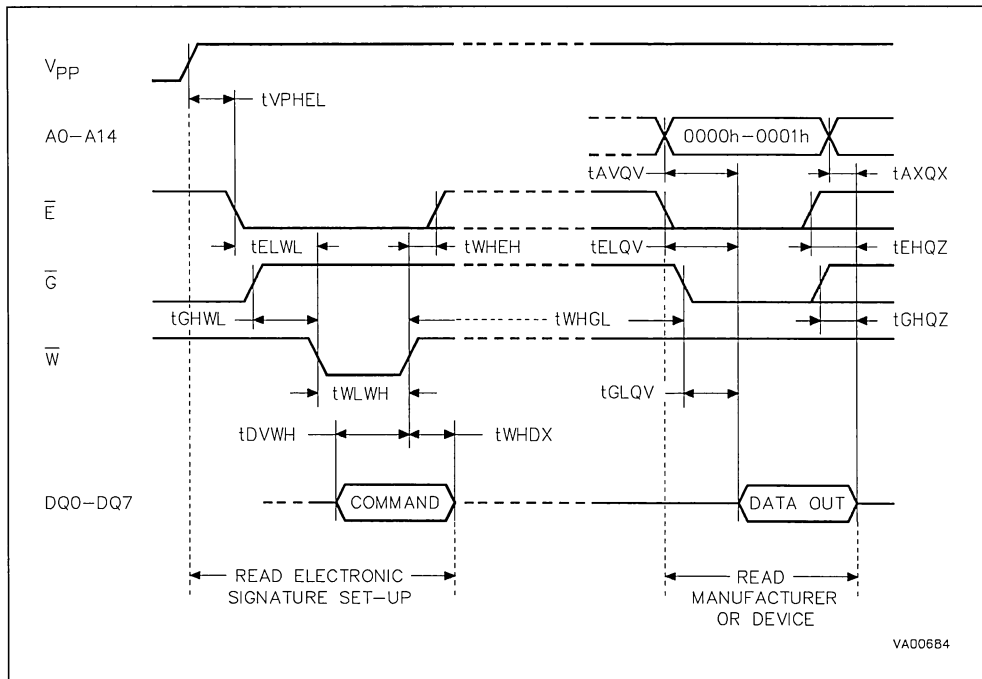 VPP
tVPHEL
A0-A14
0000h-0001h
tAVQV
tAXQX
E
tELWL
tWHEH
tELQV
tEHQZ
G
tGHWL
tWHGL
tGHQZ
W
tWLWH
tGLQV
tDVWH
tWHDX
DQ0-DQ7
COMMAND
DATA OUT
READ ELECTRONIC
SIGNATURE SET-UP
READ
MANUFACTURER
OR DEVICE
VA00684